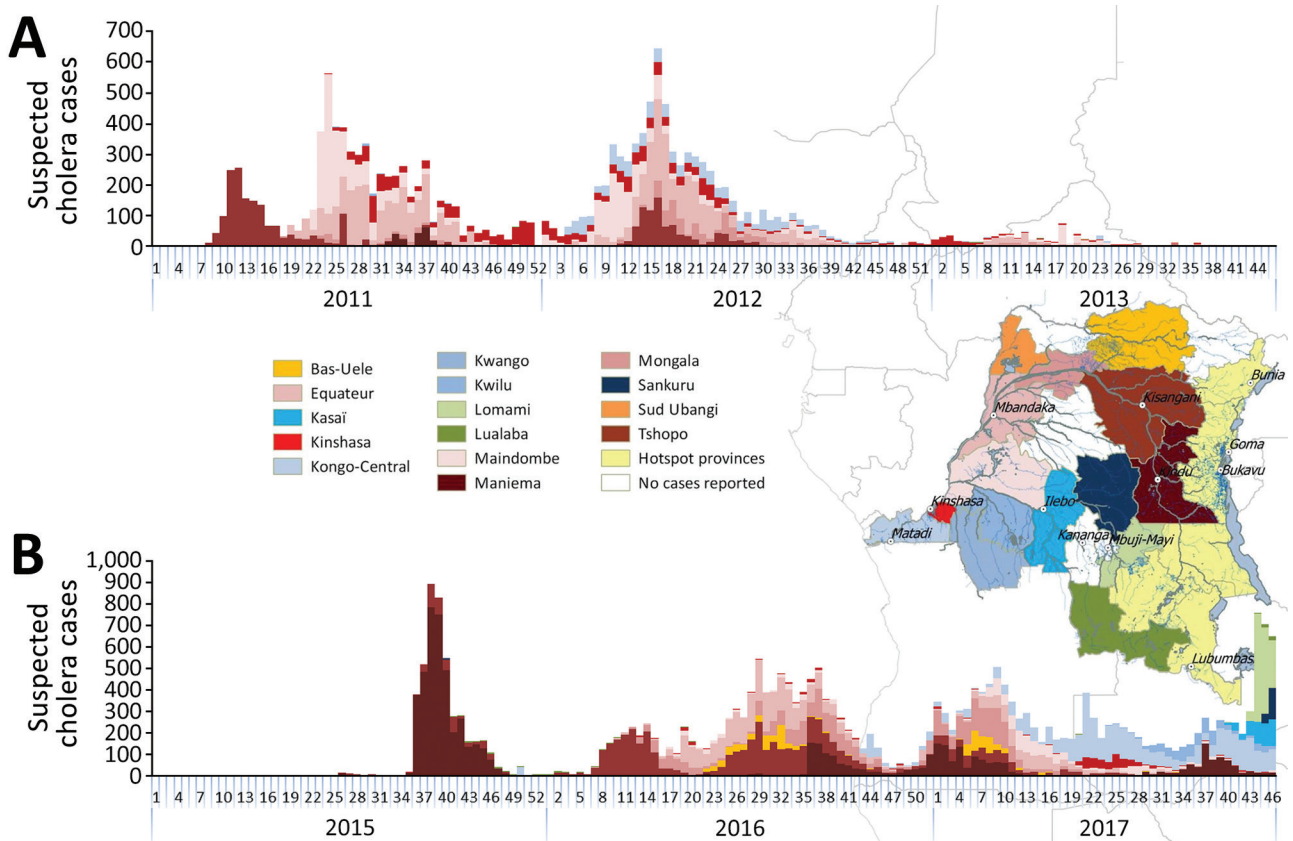 A
Suspected
cholera cases
700
600
500
400
300
200
100
0
1 4 7 10 13 16 19 22 25 28 31 34 37 40 43 46 49 52 3 6 9 12 15 18 21 24 27 30 33 36 39 42 45 48 51 2 5 8 11 14 17 20 23 26 29 32 35 38 41 44
2011 2012 2013
Bas-Uele
Equateur
Kasaï
Kinshasa
Kongo-Central
Kwango
Kwilu
Lomami
Lualaba
Maindombe
Maniema
Mongala
Sankuru
Sud Ubangi
Tshopo
Hotspot provinces
No cases reported
Bunia
Mbandaka
Kisangani
Goma
Kindu
Bukavu
Kinshasa
Ilebo
Matadi
Kananga
Mbuji-Mayi
Lubumbas
B
Suspected
cholera cases
1,000
900
800
700
600
500
400
300
200
100
0
1 4 7 10 13 16 19 22 25 28 31 34 37 40 43 46 49 52 2 5 8 11 14 17 20 23 26 29 32 35 38 41 44 47 50 1 4 7 10 13 16 19 22 25 28 31 34 37 40 43 46
2015 2016 2017